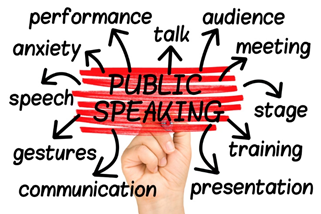 performance
audience
talk
anxiety
meeting
PUBLIC
SPEAKING
speech
stage
gestures
training
communication
presentation